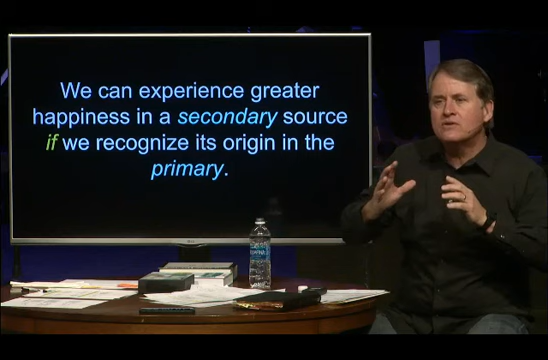 We can experience greater
happiness in a secondary source
if we recognize its origin in the
primary.